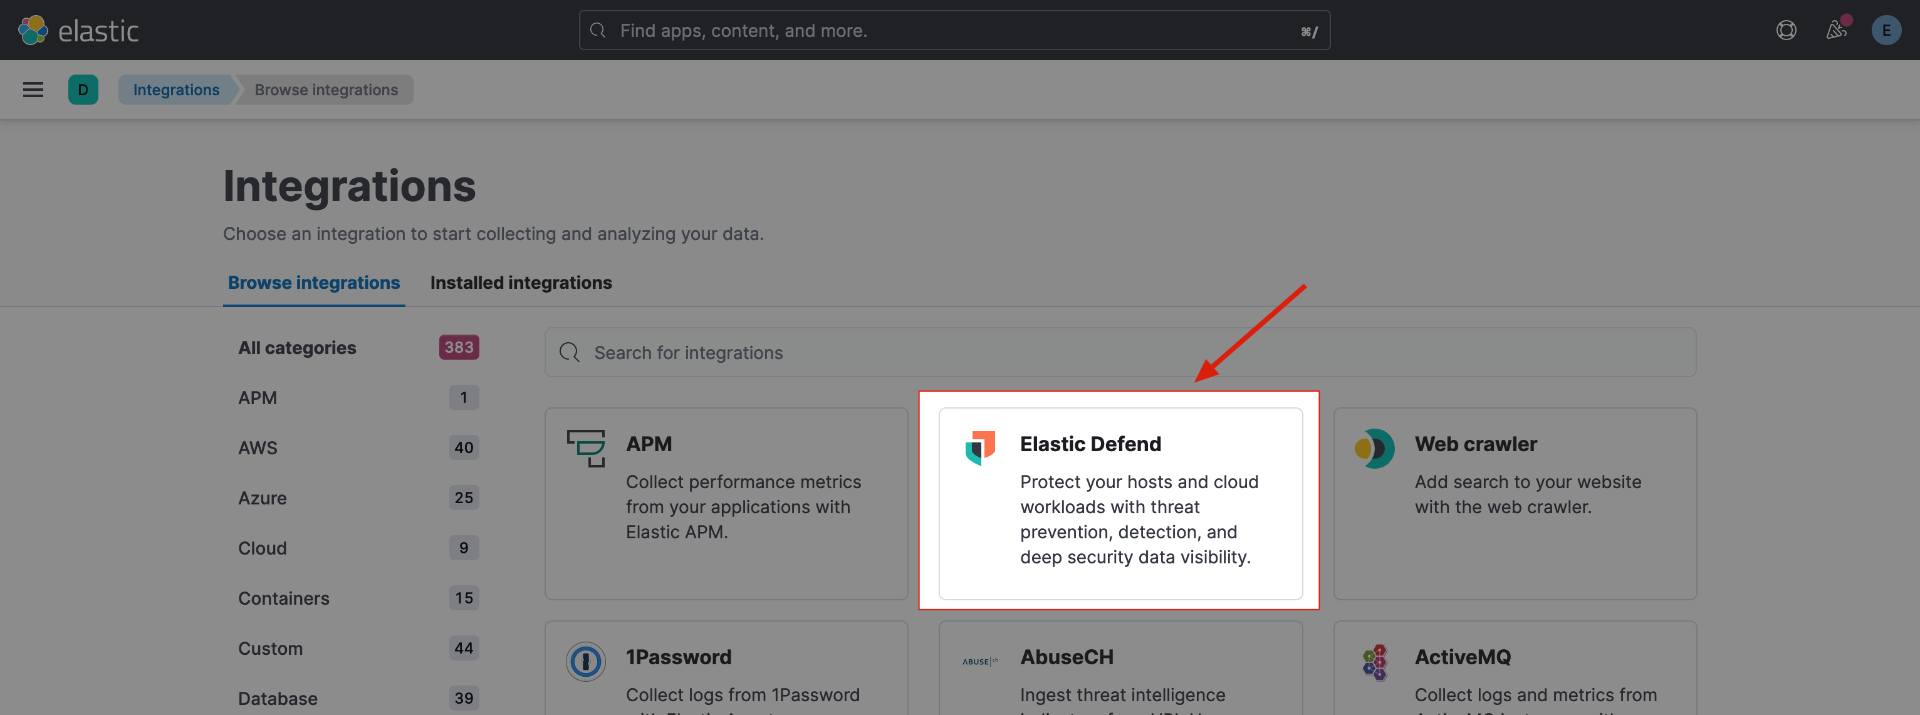 elastic
Find apps, content, and more.
⌘/
E
D
Integrations
Browse integrations
Integrations
Choose an integration to start collecting and analyzing your data.
Browse integrations
Installed integrations
All categories 383
APM 1
AWS 40
Azure 25
Cloud 9
Containers 15
Custom 44
Database 39
Search for integrations
APM
Collect performance metrics
from your applications with
Elastic APM.
Elastic Defend
Protect your hosts and cloud
workloads with threat
prevention, detection, and
deep security data visibility.
Web crawler
Add search to your website
with the web crawler.
1Password
Collect logs from 1Password
ABUSE|ch
AbuseCH
Ingest threat intelligence
ActiveMQ
Collect logs and metrics from